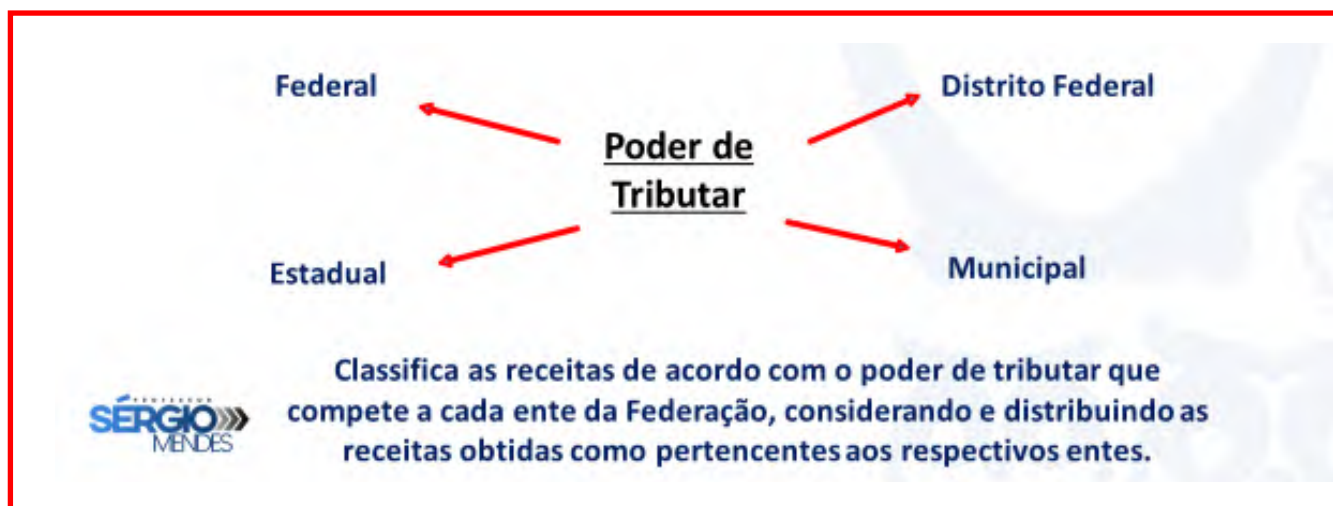 Federal
Distrito Federal
Poder de
Tributar
Estadual
Municipal
Classifica as receitas de acordo com o poder de tributar que
compete a cada ente da Federação, considerando e distribuindo as
receitas obtidas como pertencentes aos respectivos entes.
PROFESSOR
SÉRGIO
MENDES